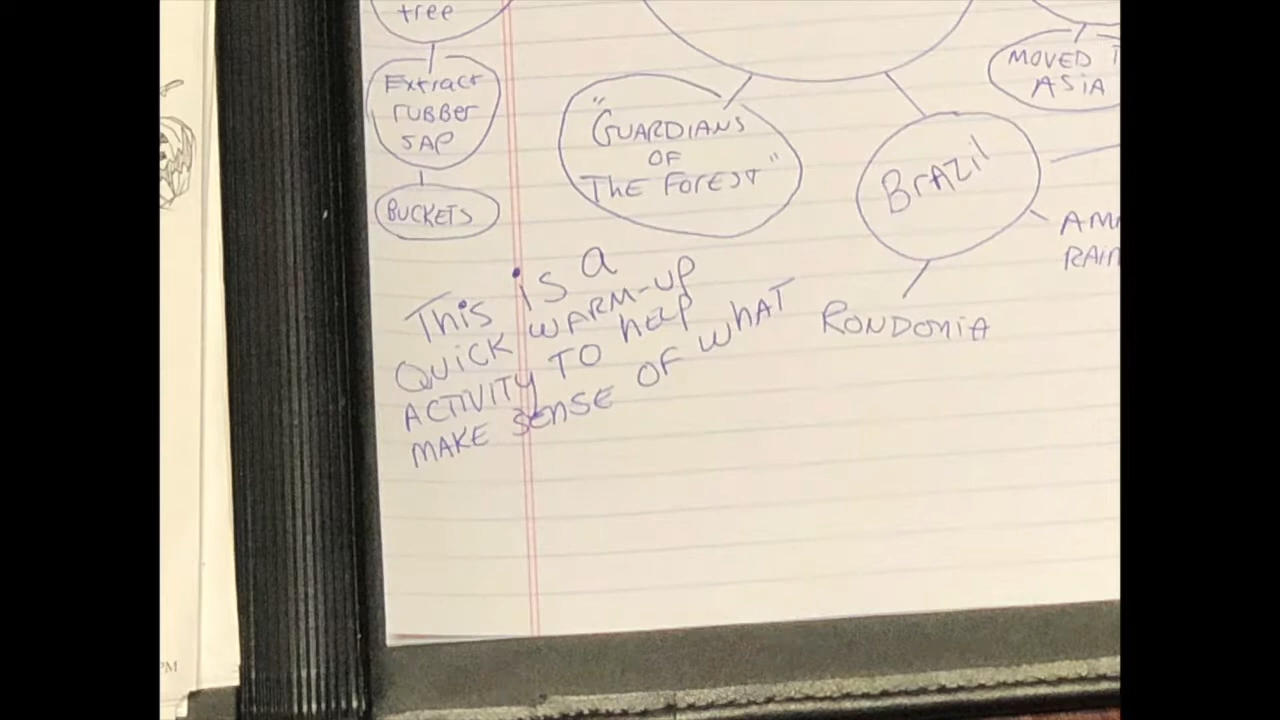 tree
Extract
rubber
SAP
BUCKETS
"GUARDIANS
OF
The Forest"
Brazil
MOVED
ASIA
RONDONIA
This is a
QUICK WARM-UP
ACTIVITY TO help
MAKE SENSE OF what
PM